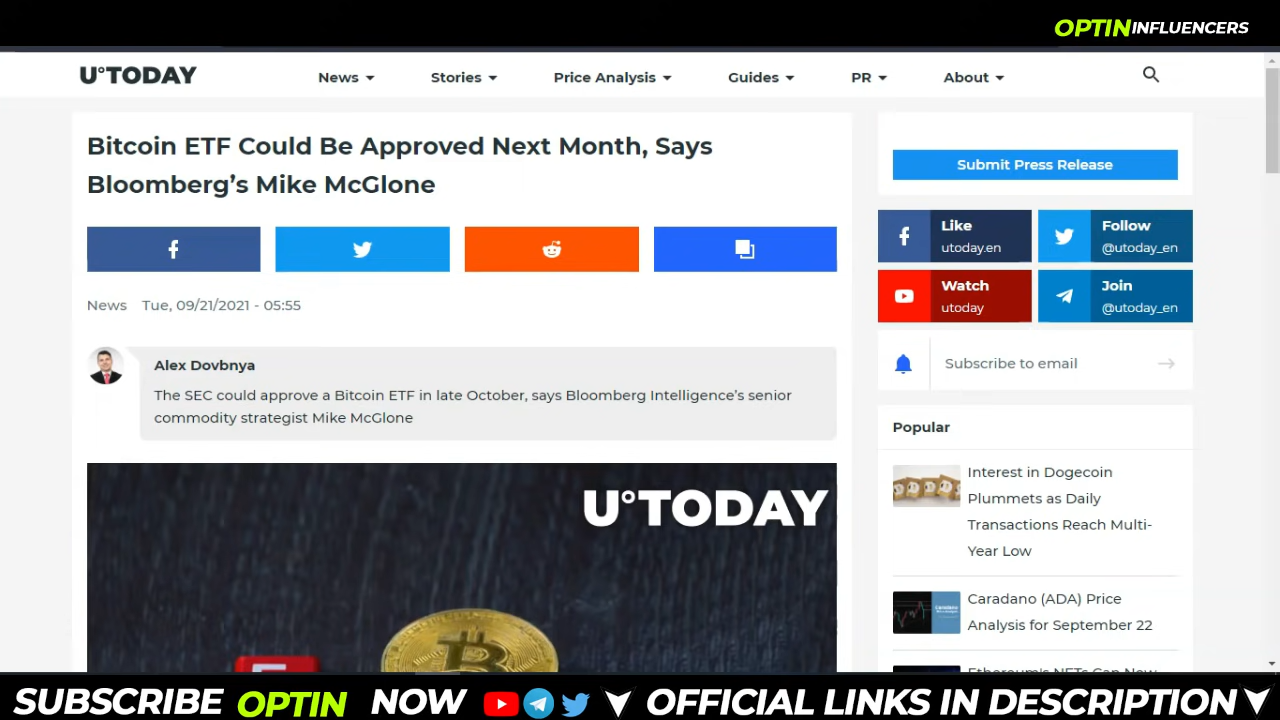 OPTIN INFLUENCERS
U°TODAY
News
Stories
Price Analysis
Guides
PR
About
Bitcoin ETF Could Be Approved Next Month, Says
Bloomberg’s Mike McGlone
News Tue, 09/21/2021 - 05:55
Alex Dovbnya
The SEC could approve a Bitcoin ETF in late October, says Bloomberg Intelligence’s senior
commodity strategist Mike McGlone
U°TODAY
Submit Press Release
Like
utoday.en
Follow
@utoday_en
Watch
utoday
Join
@utoday_en
Subscribe to email
Popular
Interest in Dogecoin
Plummets as Daily
Transactions Reach Multi-
Year Low
Caradano (ADA) Price
Analysis for September 22
Ethereum's NFTs Can Now
SUBSCRIBE OPTIN NOW OFFICIAL LINKS IN DESCRIPTION